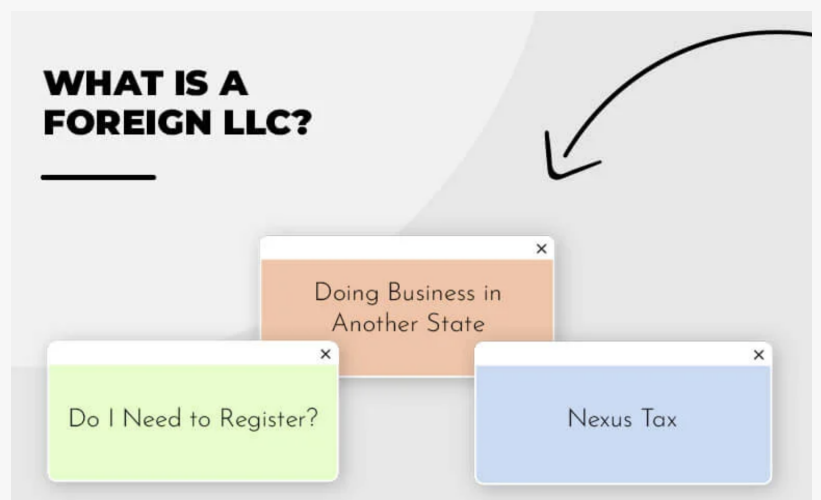 WHAT IS A
FOREIGN LLC?
Doing Business in
Another State
Do I Need to Register?
Nexus Tax